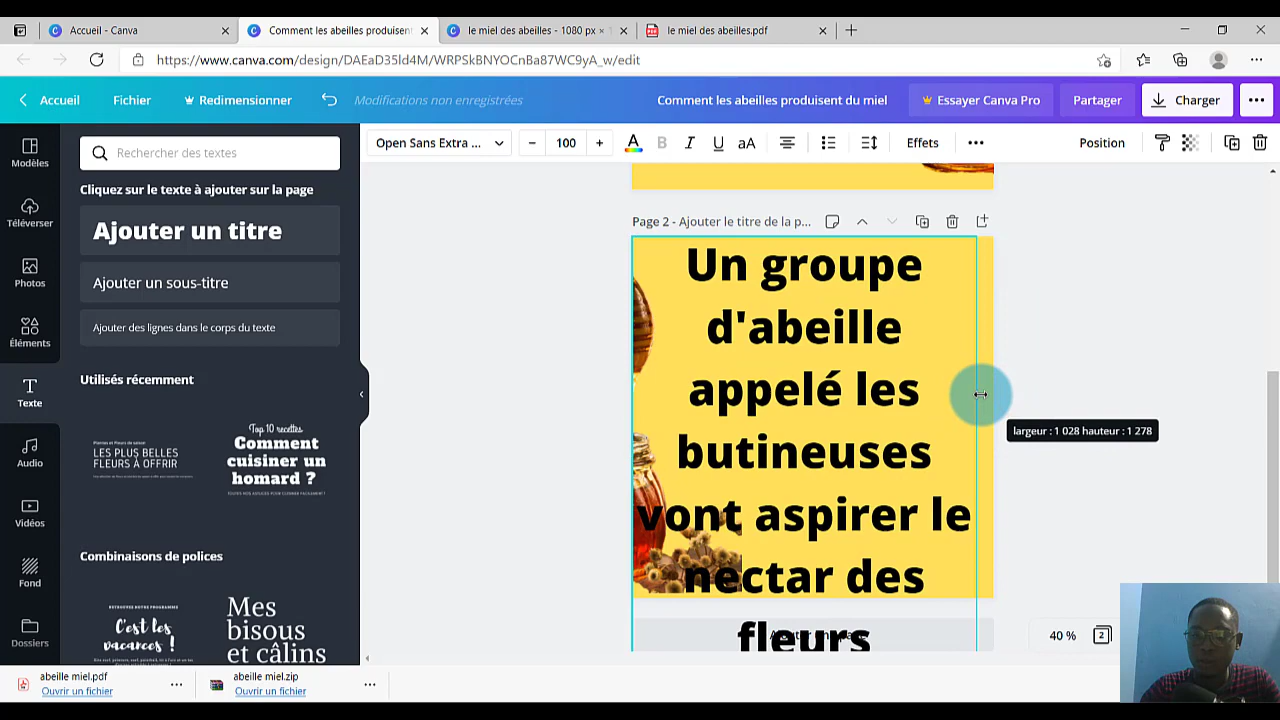 Accueil - Canva
Comment les abeilles produisen
le miel des abeilles - 1080 px × 1
le miel des abeilles.pdf
https://www.canva.com/design/DAEaD35ld4M/WRPSkBNYOCnBa87WC9yA_w/edit
Accueil
Fichier
Redimensionner
Modifications non enregistrées
Comment les abeilles produisent du miel
Essayer Canva Pro
Partager
Charger
Open Sans Extra ...
100
A
B
I
U
aA
Effets
Position
Modèles
Téléverser
Photos
Éléments
Texte
Audio
Vidéos
Fond
Dossiers
Rechercher des textes
Cliquez sur le texte à ajouter sur la page
Ajouter un titre
Ajouter un sous-titre
Ajouter des lignes dans le corps du texte
Utilisés récemment
LES PLUS BELLES
FLEURS À OFFRIR
Top 10 recettes
Comment
cuisiner un
homard ?
Combinaisons de polices
RETROUVEZ NOTRE PROGRAMME
C'est les
vacances !
Mes
bisous
et câlins
Page 2 - Ajouter le titre de la p...
Un groupe
d'abeille
appelé les
butineuses
vont aspirer le
nectar des
fleurs
largeur : 1 028 hauteur : 1 278
40 %
2
abeille miel.pdf
Ouvrir un fichier
abeille miel.zip
Ouvrir un fichier